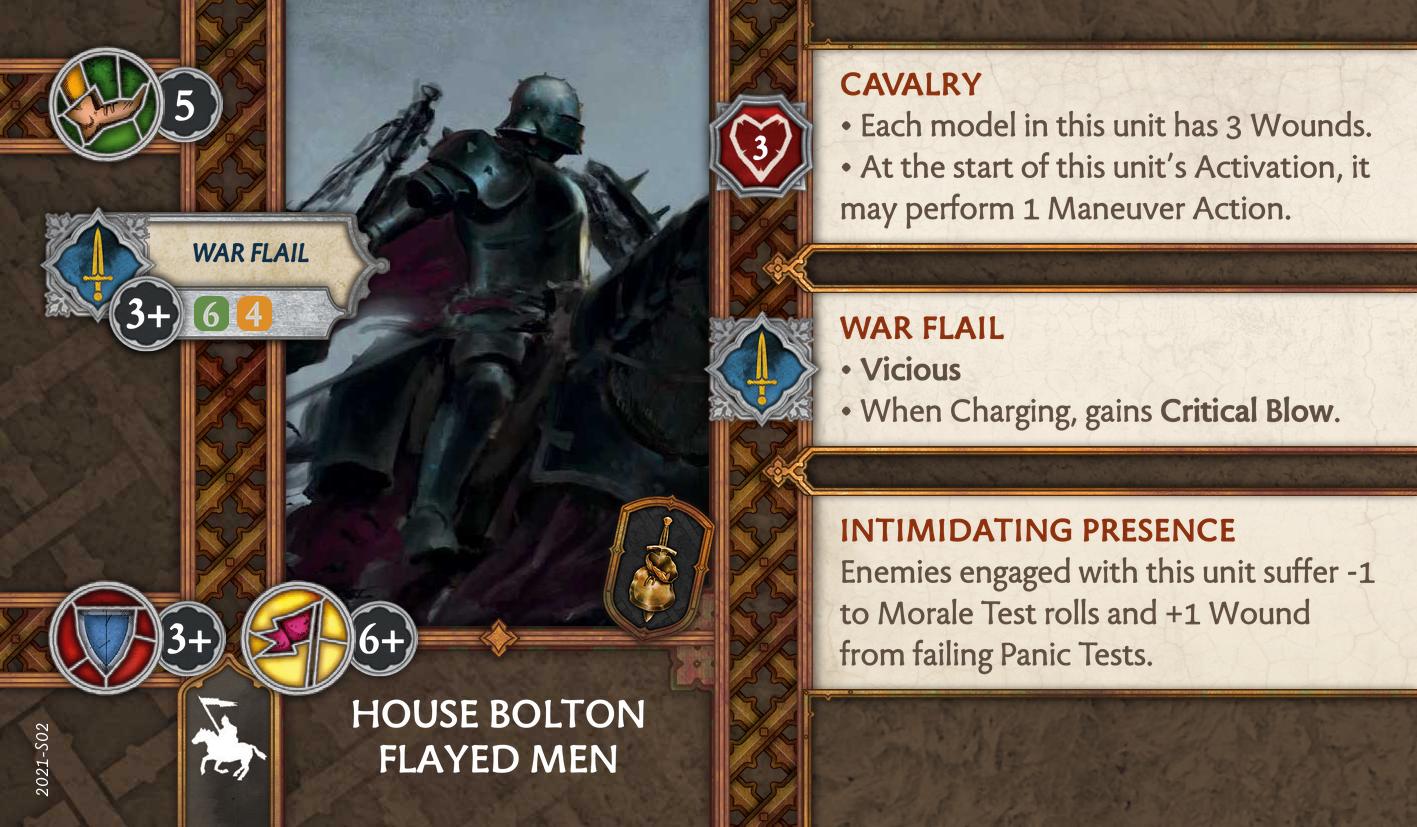 5
WAR FLAIL
3+ 6 4
3+ 6+
HOUSE BOLTON
FLAYED MEN
2021-S02
3
CAVALRY
• Each model in this unit has 3 Wounds.
• At the start of this unit's Activation, it
may perform 1 Maneuver Action.
WAR FLAIL
• Vicious
• When Charging, gains Critical Blow.
INTIMIDATING PRESENCE
Enemies engaged with this unit suffer -1
to Morale Test rolls and +1 Wound
from failing Panic Tests.